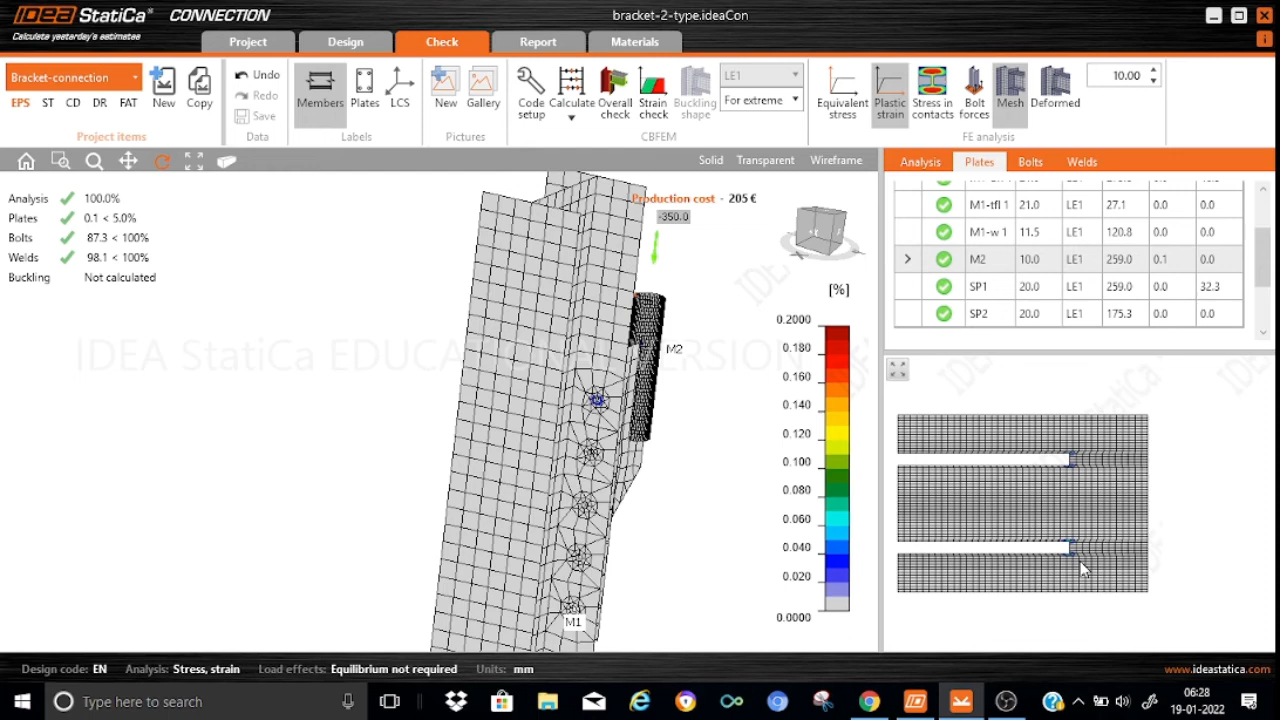 IDEA StatiCa® CONNECTION
bracket-2-type.ideaCon
Calculate yesterday's estimates
Project Design Check Report Materials
Bracket-connection
EPS ST CD DR FAT
Project items
New Copy
Undo
Redo
Save
Data
Members Plates LCS
Labels
New Gallery
Pictures
Code setup Calculate Overall check Strain check Buckling shape
LE1
For extreme
CBFEM
Equivalent stress Plastic strain Stress in contacts Bolt forces Mesh Deformed
10.00
FE analysis
Solid Transparent Wireframe
Analysis Plates Bolts Welds
Analysis 100.0%
Plates 0.1 < 5.0%
Bolts 87.3 < 100%
Welds 98.1 < 100%
Buckling Not calculated
Production cost - 205 €
-350.0
M2
M1
[%]
0.2000
0.180
0.160
0.140
0.120
0.100
0.080
0.060
0.040
0.020
0.0000
M1-tfl 1 21.0 LE1 27.1 0.0 0.0
M1-w 1 11.5 LE1 120.8 0.0 0.0
> M2 10.0 LE1 259.0 0.1 0.0
SP1 20.0 LE1 259.0 0.0 32.3
SP2 20.0 LE1 175.3 0.0 0.0
IDEA StatiCa EDUCATIONAL VERSION
Design code: EN Analysis: Stress, strain Load effects: Equilibrium not required Units: mm
www.ideastatica.com
Type here to search
06:28
19-01-2022